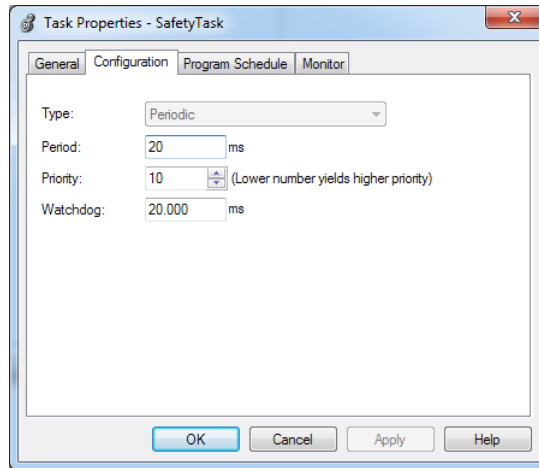 Task Properties - SafetyTask
General Configuration Program Schedule Monitor
Type: Periodic
Period: 20 ms
Priority: 10 (Lower number yields higher priority)
Watchdog: 20.000 ms
OK Cancel Apply Help